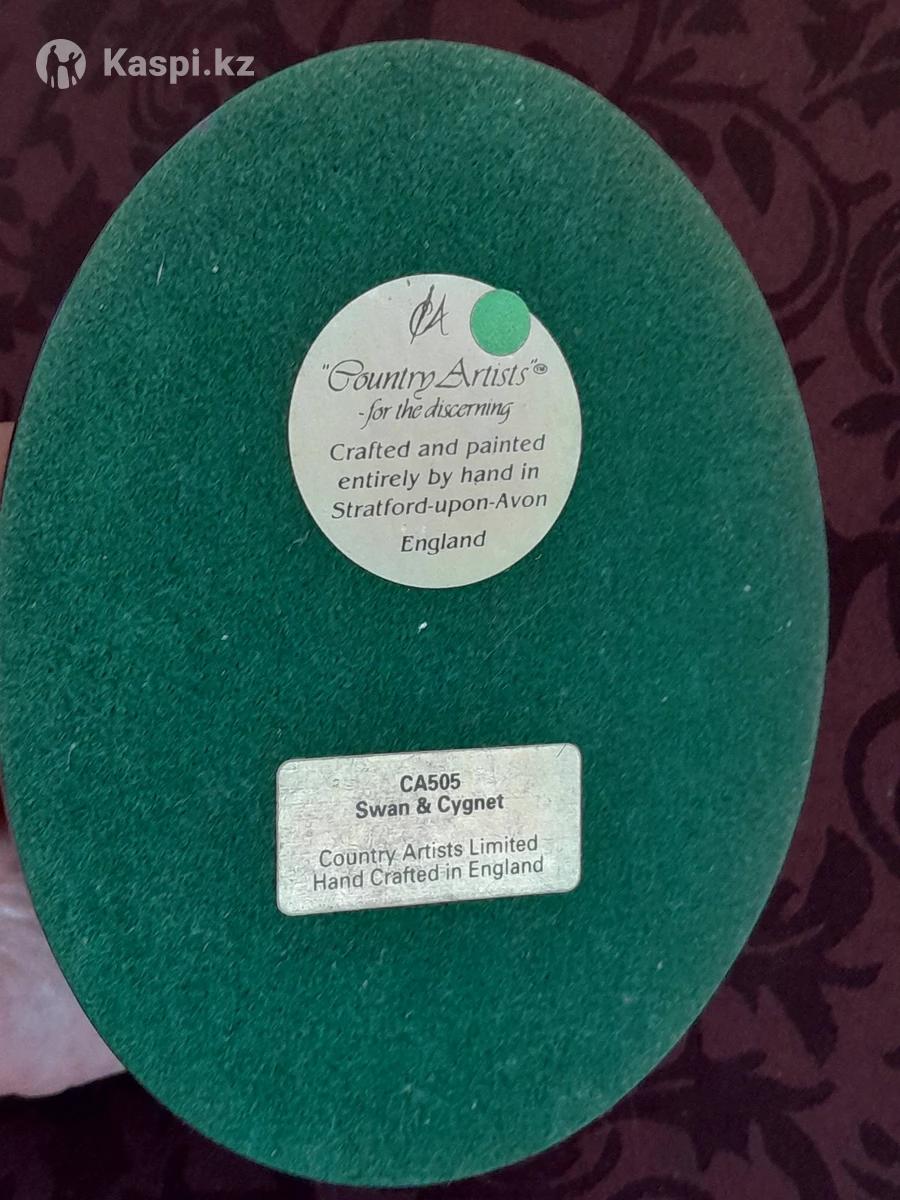 Kaspi.kz
CA
"Country Artists"™
-for the discerning
Crafted and painted
entirely by hand in
Stratford-upon-Avon
England
CA505
Swan & Cygnet
Country Artists Limited
Hand Crafted in England